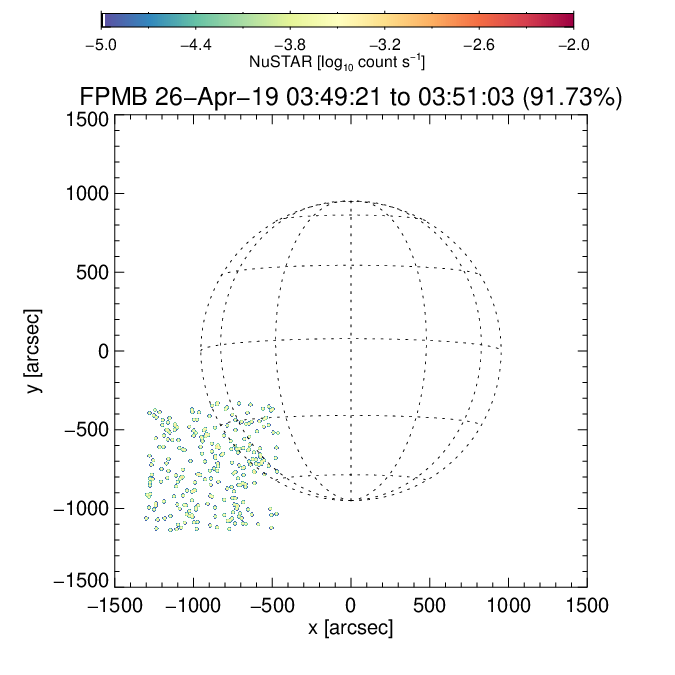 −5.0 −4.4 −3.8 −3.2 −2.6 −2.0
NuSTAR [log₁₀ count s⁻¹]
FPMB 26−Apr−19 03:49:21 to 03:51:03 (91.73%)
1500
1000
500
0
−500
−1000
−1500
y [arcsec]
−1500 −1000 −500 0 500 1000 1500
x [arcsec]